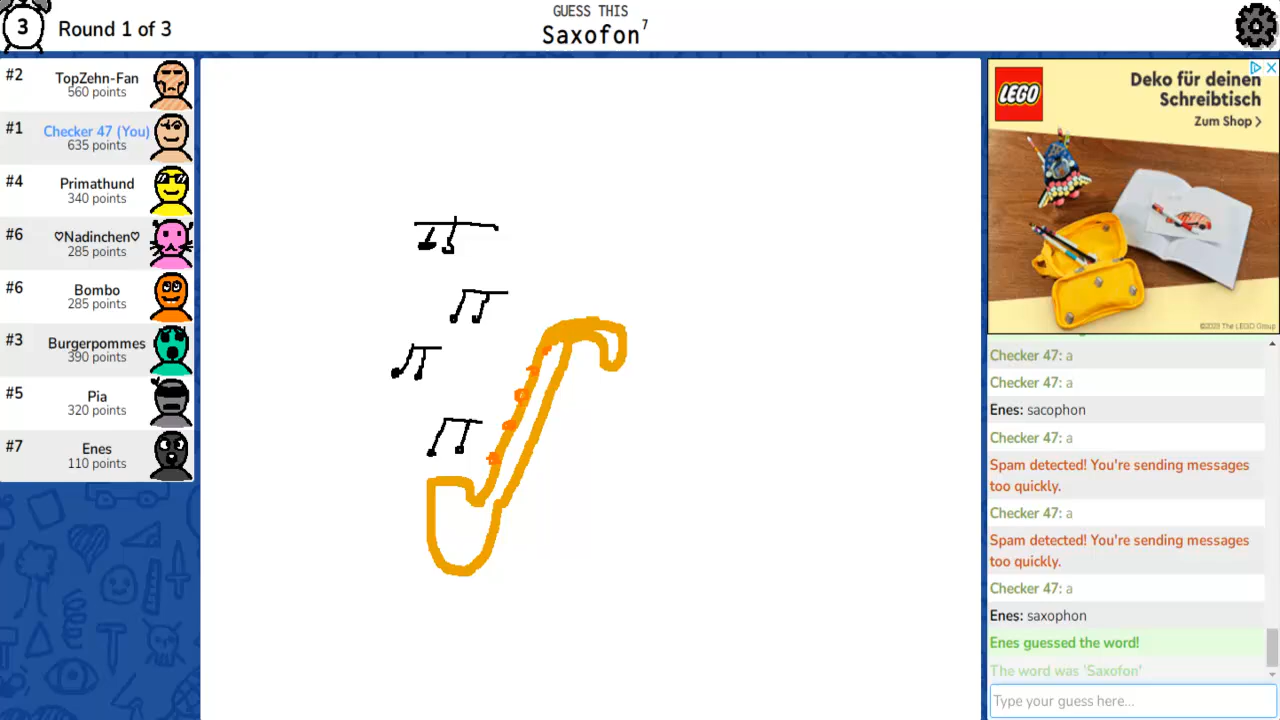 3
Round 1 of 3
GUESS THIS
Saxofon7
#2
TopZehn-Fan
560 points
#1
Checker 47 (You)
635 points
#4
Primathund
340 points
#6
♡Nadinchen♡
285 points
#6
Bombo
285 points
#3
Burgerpommes
390 points
#5
Pia
320 points
#7
Enes
110 points
LEGO
Deko für deinen
Schreibtisch
Zum Shop >
©2023 The LEGO Group
Checker 47: a
Checker 47: a
Enes: sacophon
Checker 47: a
Spam detected! You're sending messages
too quickly.
Checker 47: a
Spam detected! You're sending messages
too quickly.
Checker 47: a
Enes: saxophon
Enes guessed the word!
The word was 'Saxofon'
Type your guess here...